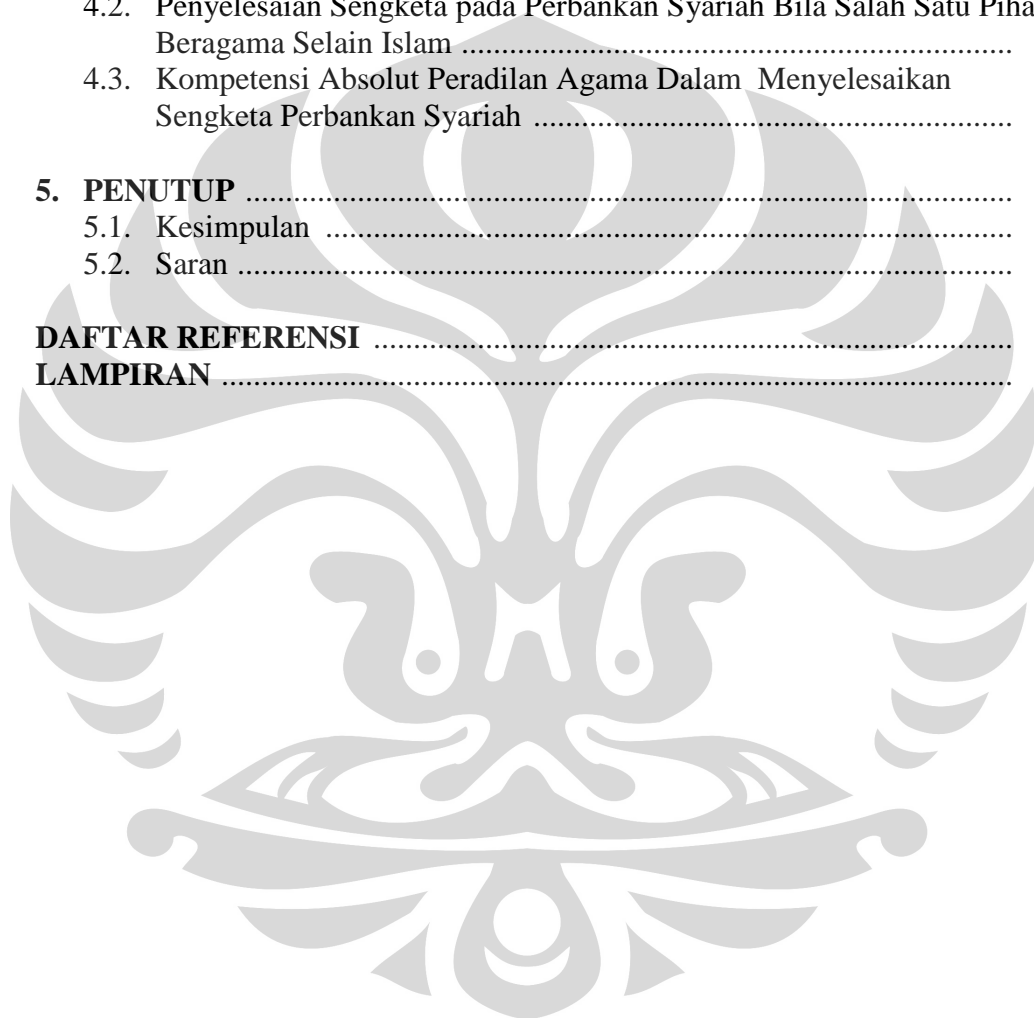 4.2. Penyelesaian Sengketa pada Perbankan Syariah Bila Salah Satu
Beragama Selain Islam ....................................................................
4.3. Kompetensi Absolut Peradilan Agama Dalam Menyelesaikan
Sengketa Perbankan Syariah ...........................................................
5. PENUTUP ...............................................................................................
5.1. Kesimpulan .....................................................................................
5.2. Saran ................................................................................................
DAFTAR REFERENSI ...............................................................................
LAMPIRAN ..................................................................................................